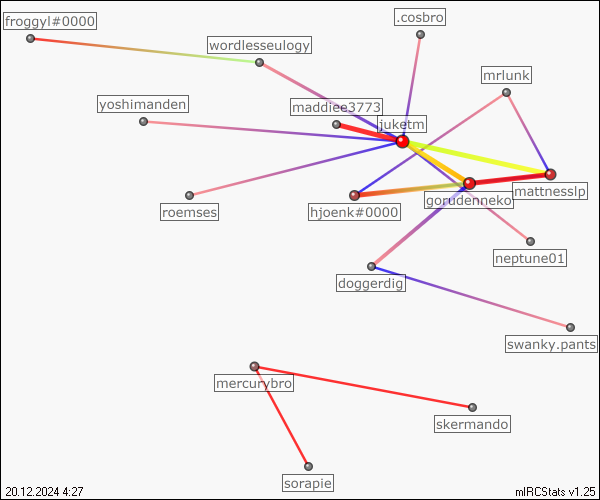 froggyl#0000
.cosbro
wordlesseulogy
mrlunk
yoshimanden
maddiee3773
juketm
mattnesslp
gorudenneko
roemses
hjoenk#0000
neptune01
doggerdig
swanky.pants
mercurybro
skermando
sorapie
20.12.2024 4:27
mIRCStats v1.25